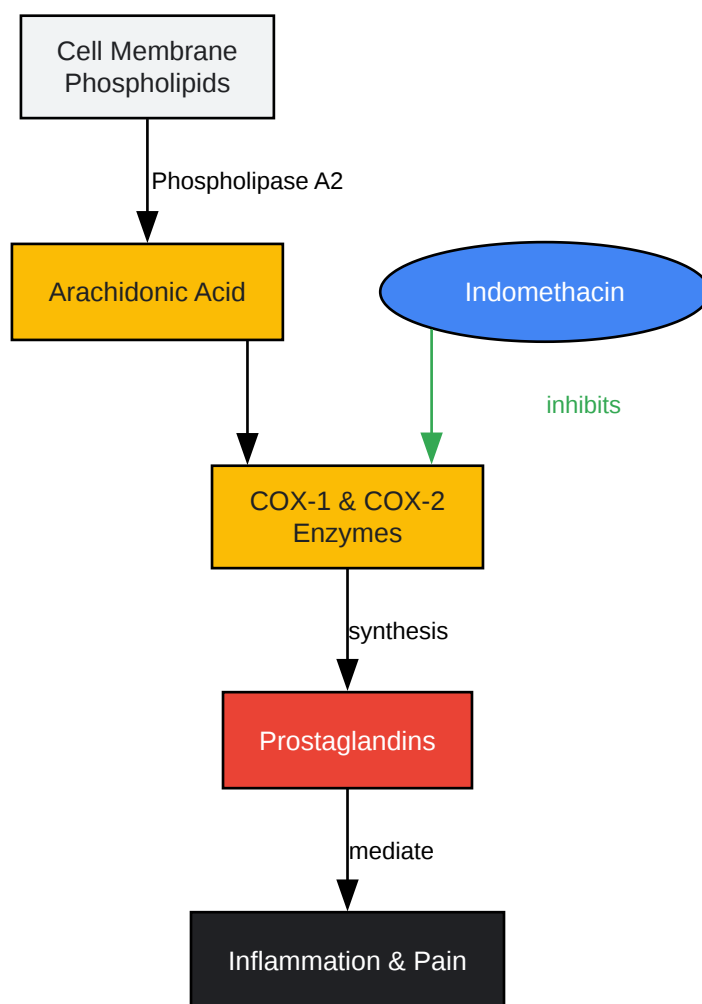 Cell Membrane
Phospholipids
Phospholipase A2
Arachidonic Acid
Indomethacin
inhibits
COX-1 & COX-2
Enzymes
synthesis
Prostaglandins
mediate
Inflammation & Pain